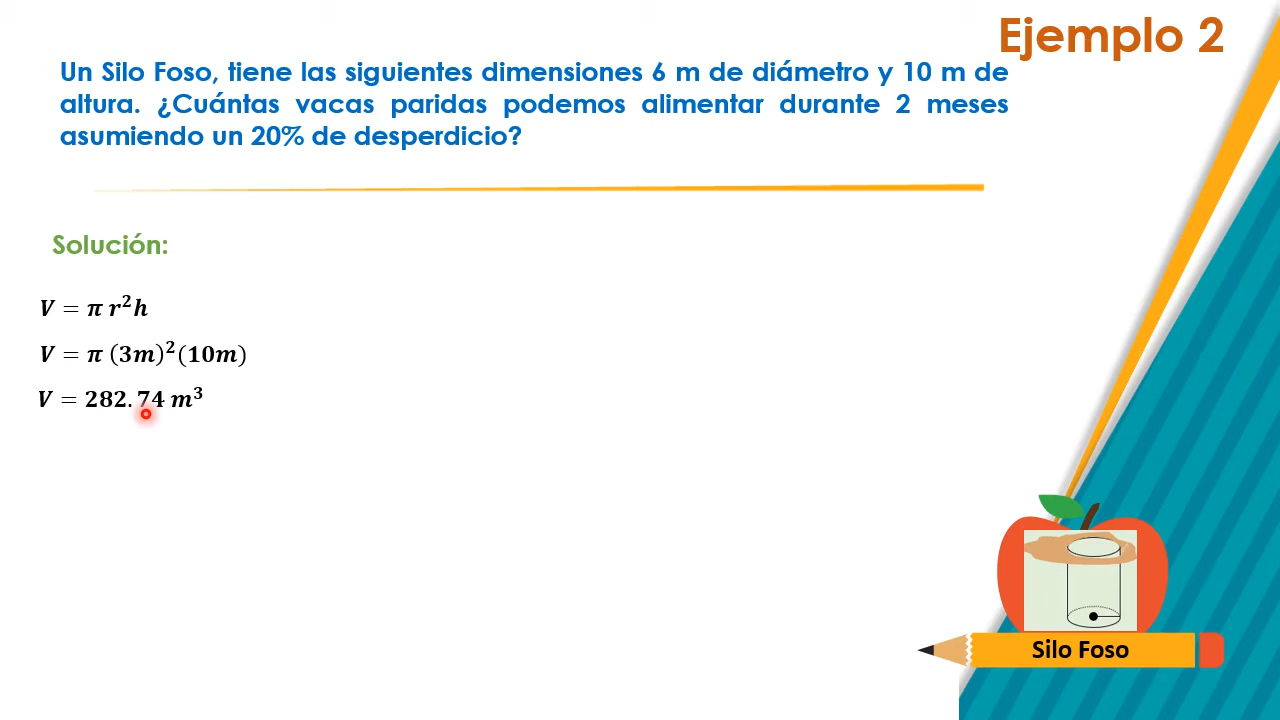 Ejemplo 2
Un Silo Foso, tiene las siguientes dimensiones 6 m de diámetro y 10 m de
altura. ¿Cuántas vacas paridas podemos alimentar durante 2 meses
asumiendo un 20% de desperdicio?
Solución:
V = π r²h
V = π (3m)²(10m)
V = 282.74 m³
Silo Foso